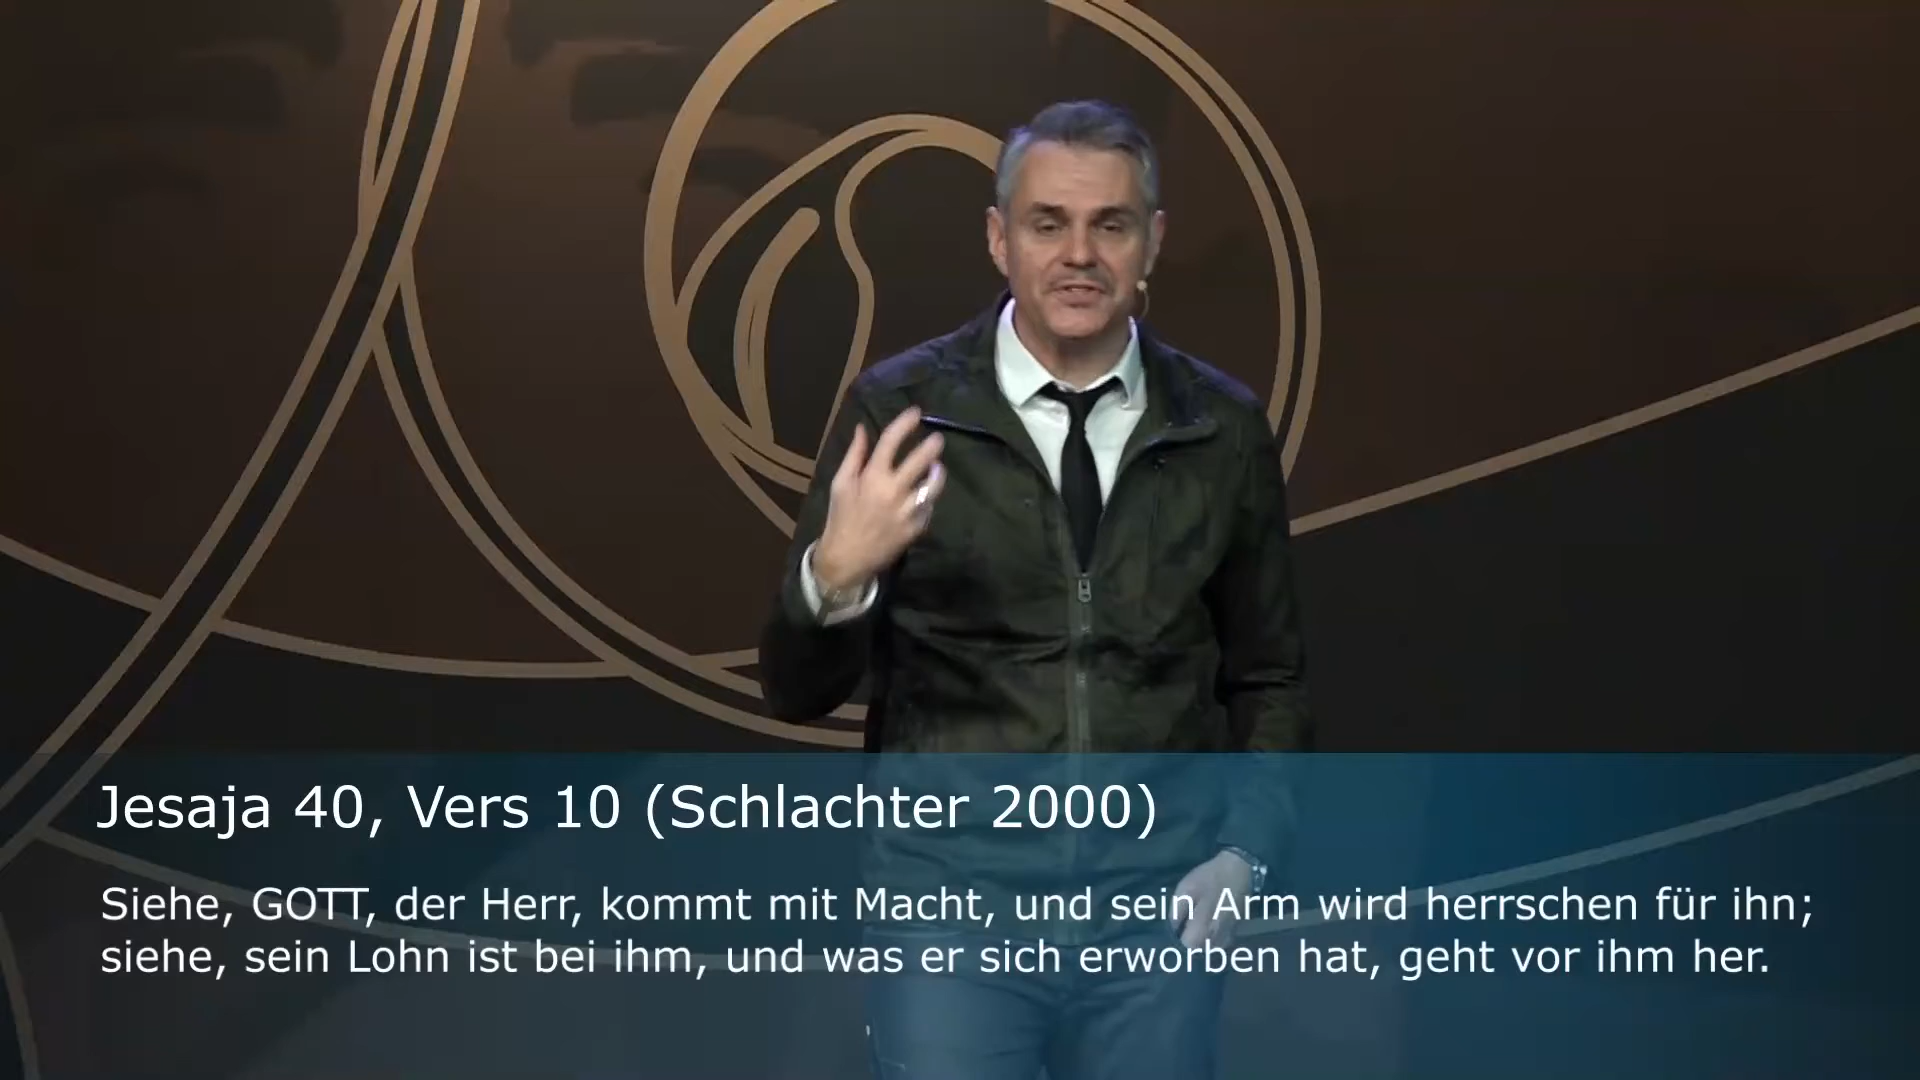 Jesaja 40, Vers 10 (Schlachter 2000)
Siehe, GOTT, der Herr, kommt mit Macht, und sein Arm wird herrschen für ihn;
siehe, sein Lohn ist bei ihm, und was er sich erworben hat, geht vor ihm her.